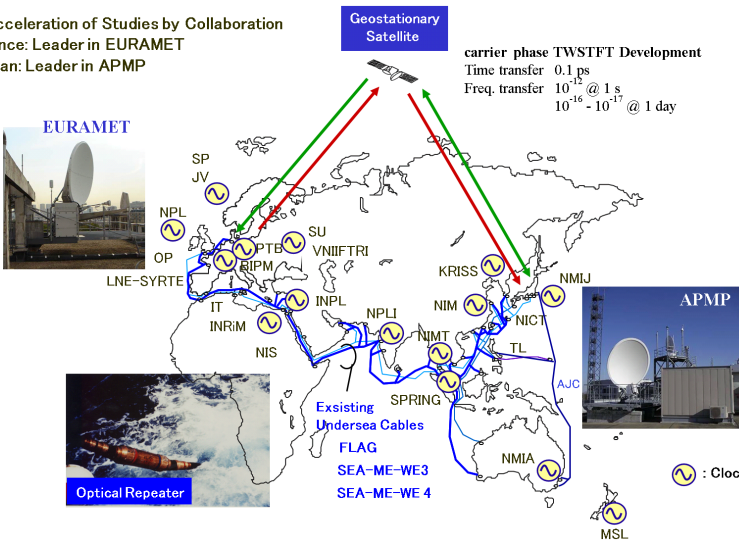 cceleration of Studies by Collaboration
nce: Leader in EURAMET
an: Leader in APMP
Geostationary
Satellite
carrier phase TWSTFT Development
Time transfer 0.1 ps
Freq. transfer 10-12 @ 1 s
10-16 - 10-17 @ 1 day
EURAMET
SP
JV
NPL
OP
LNE-SYRTE
PTB
BIPM
SU
VNIIFTRI
IT
INRiM
INPL
NIS
NPLI
KRISS
NIM
NMIJ
NICT
NIMT
TL
SPRING
AJC
APMP
Exsisting
Undersea Cables
FLAG
SEA-ME-WE3
SEA-ME-WE 4
Optical Repeater
NMIA
MSL
: Cloc